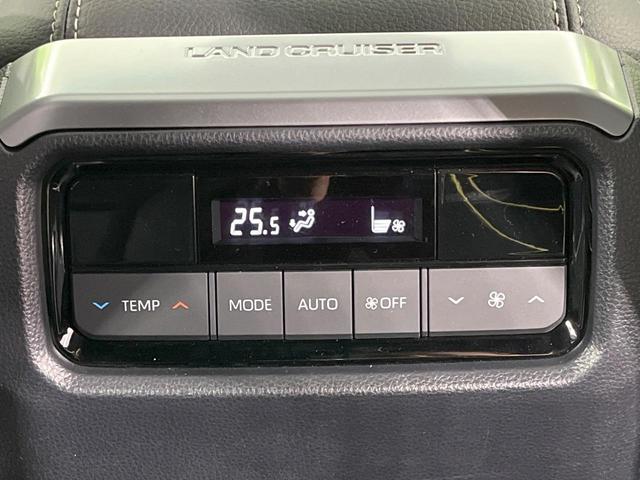 LAND CRUISER
25.5
TEMP MODE AUTO OFF